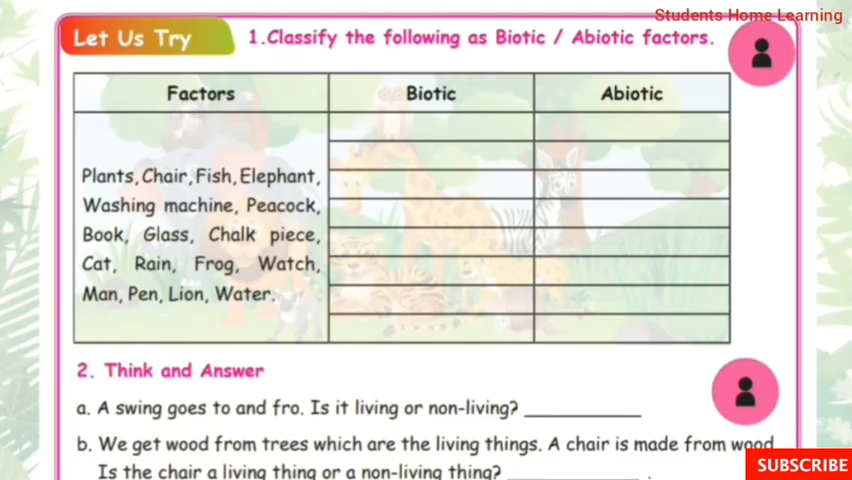 Students Home Learning
Let Us Try
1.Classify the following as Biotic / Abiotic factors.
Factors
Biotic
Abiotic
Plants, Chair, Fish, Elephant,
Washing machine, Peacock,
Book, Glass, Chalk piece,
Cat, Rain, Frog, Watch,
Man, Pen, Lion, Water.
2. Think and Answer
a. A swing goes to and fro. Is it living or non-living? ____________
b. We get wood from trees which are the living things. A chair is made from wood
Is the chair a living thing or a non-living thing? ______________ .
SUBSCRIBE